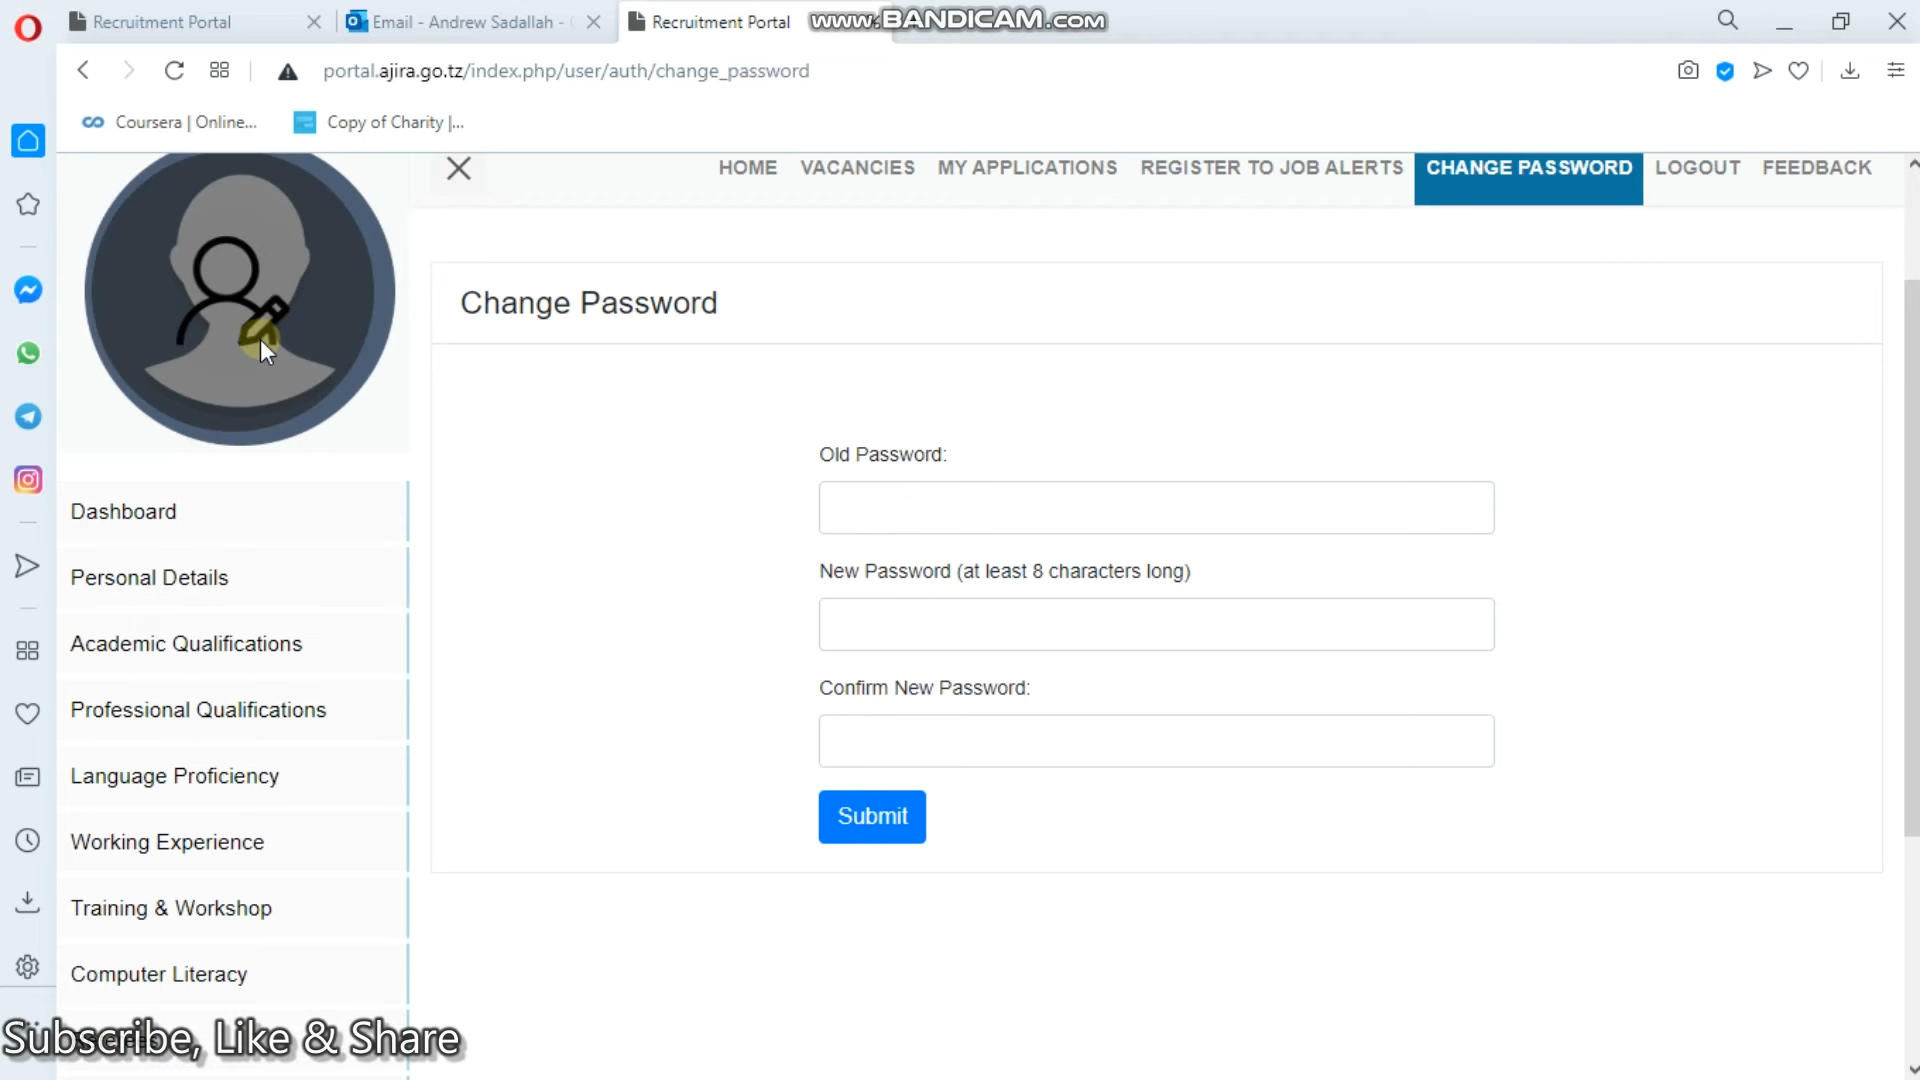 Recruitment Portal
Email - Andrew Sadallah -
Recruitment Portal
www.BANDICAM.com
portal.ajira.go.tz/index.php/user/auth/change_password
Coursera | Online...
Copy of Charity |...
HOME
VACANCIES
MY APPLICATIONS
REGISTER TO JOB ALERTS
CHANGE PASSWORD
LOGOUT
FEEDBACK
Change Password
Old Password:
New Password (at least 8 characters long)
Confirm New Password:
Submit
Dashboard
Personal Details
Academic Qualifications
Professional Qualifications
Language Proficiency
Working Experience
Training & Workshop
Computer Literacy
Subscribe, Like & Share